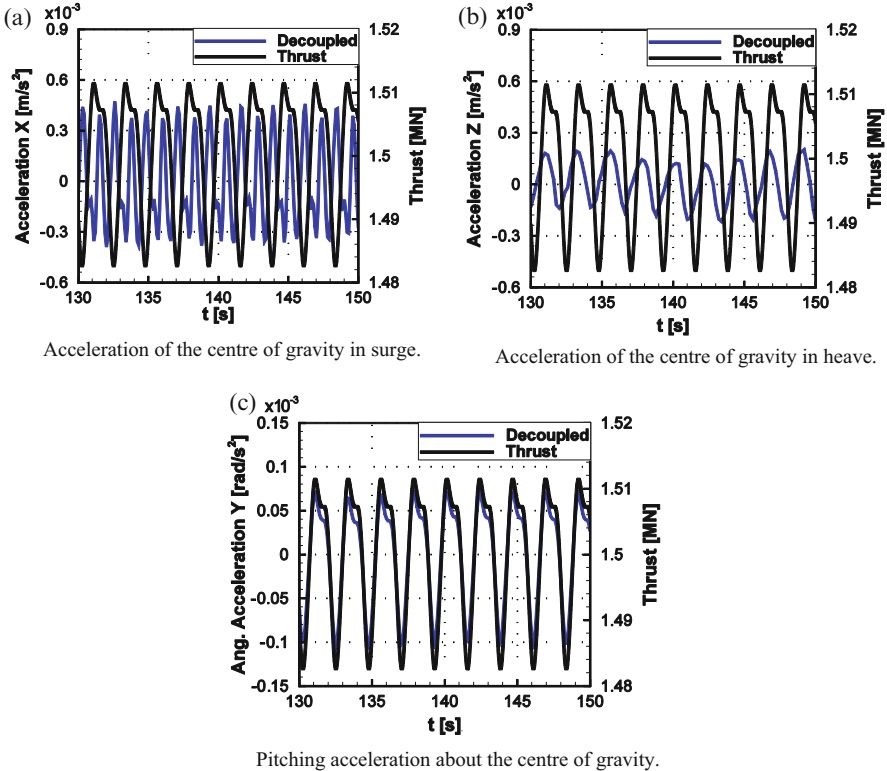 (a)
x10⁻³
0.9
0.6
0.3
0
-0.3
-0.6
Acceleration X [m/s²]
Decoupled
Thrust
1.52
1.51
1.5
1.49
1.48
Thrust [MN]
130 135 140 145 150
t [s]
Acceleration of the centre of gravity in surge.
(b)
x10⁻³
0.9
0.6
0.3
0
-0.3
-0.6
Acceleration Z [m/s²]
Decoupled
Thrust
1.52
1.51
1.5
1.49
1.48
Thrust [MN]
130 135 140 145 150
t [s]
Acceleration of the centre of gravity in heave.
(c)
x10⁻³
0.15
0.1
0.05
0
-0.05
-0.1
-0.15
Ang. Acceleration Y [rad/s²]
Decoupled
Thrust
1.52
1.51
1.5
1.49
1.48
Thrust [MN]
130 135 140 145 150
t [s]
Pitching acceleration about the centre of gravity.